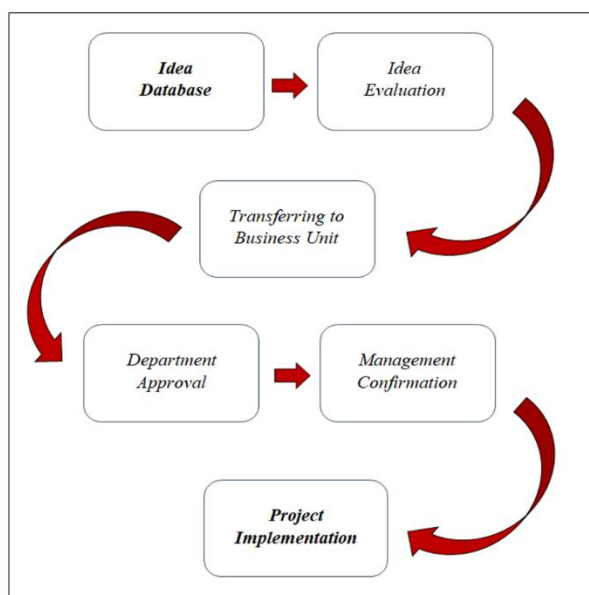 Idea
Database
Idea
Evaluation
Transferring to
Business Unit
Department
Approval
Management
Confirmation
Project
Implementation